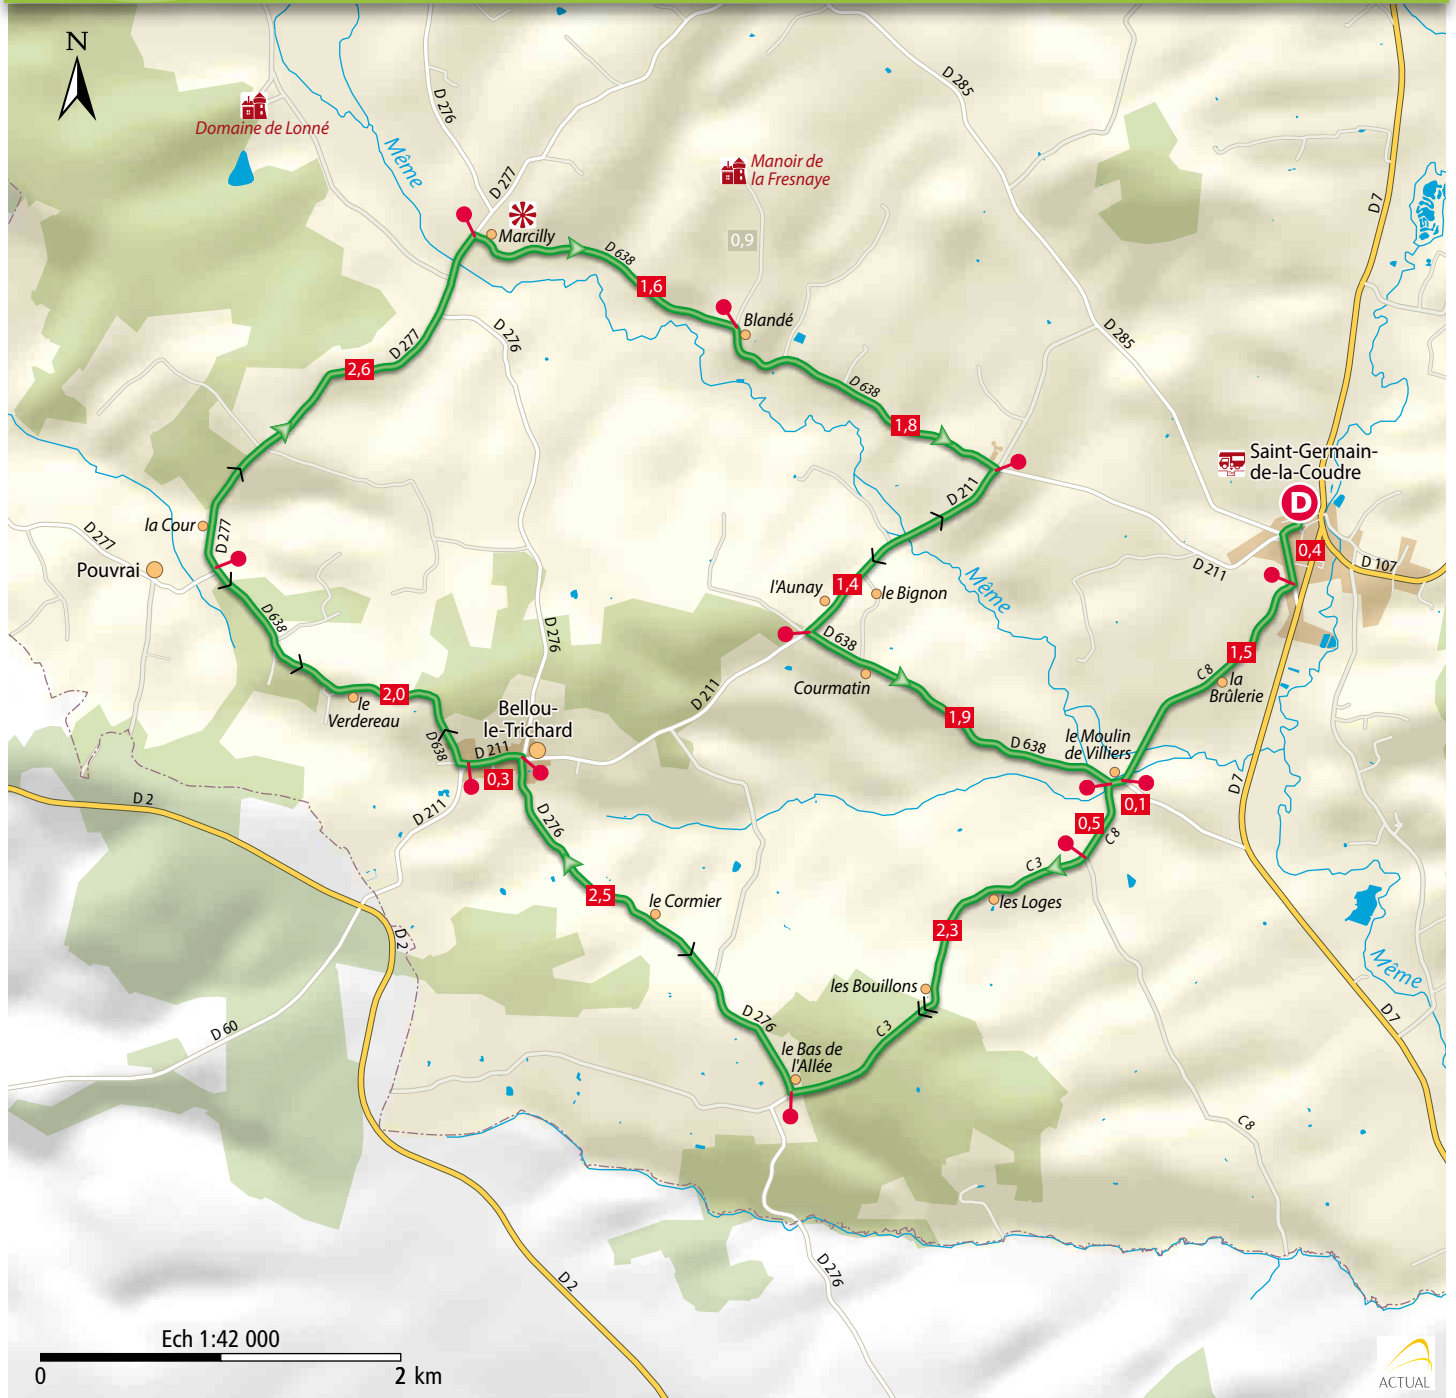 N
D 276
D 285
Domaine de Lonné
Même
Manoir de
la Fresnaye
D 277
D 7
Marcilly
D 638
0,9
1,6
Blandé
D 276
D 285
D 277
2,6
D 638
1,8
Saint-Germain-
de-la-Coudre
D
D 211
la Cour
D 277
D 277
0,4
Pouvrai
D 211
D 107
Même
l'Aunay
1,4
le Bignon
D 638
D 276
D 638
1,5
C 8
la
Brûlerie
Courmatin
D 211
le
Verdereau
2,0
Bellou-
le-Trichard
1,9
D 638
le Moulin
de Villiers
D 638
D 211
0,3
D 7
D 2
D 211
D 276
0,1
0,5
C 8
C 3
2,5
le Cormier
les Loges
2,3
D 2
Même
les Bouillons
D 276
C 3
D 7
D 60
le Bas de
l'Allée
C 8
D 276
D 2
Ech 1:42 000
0
2 km
ACTUAL